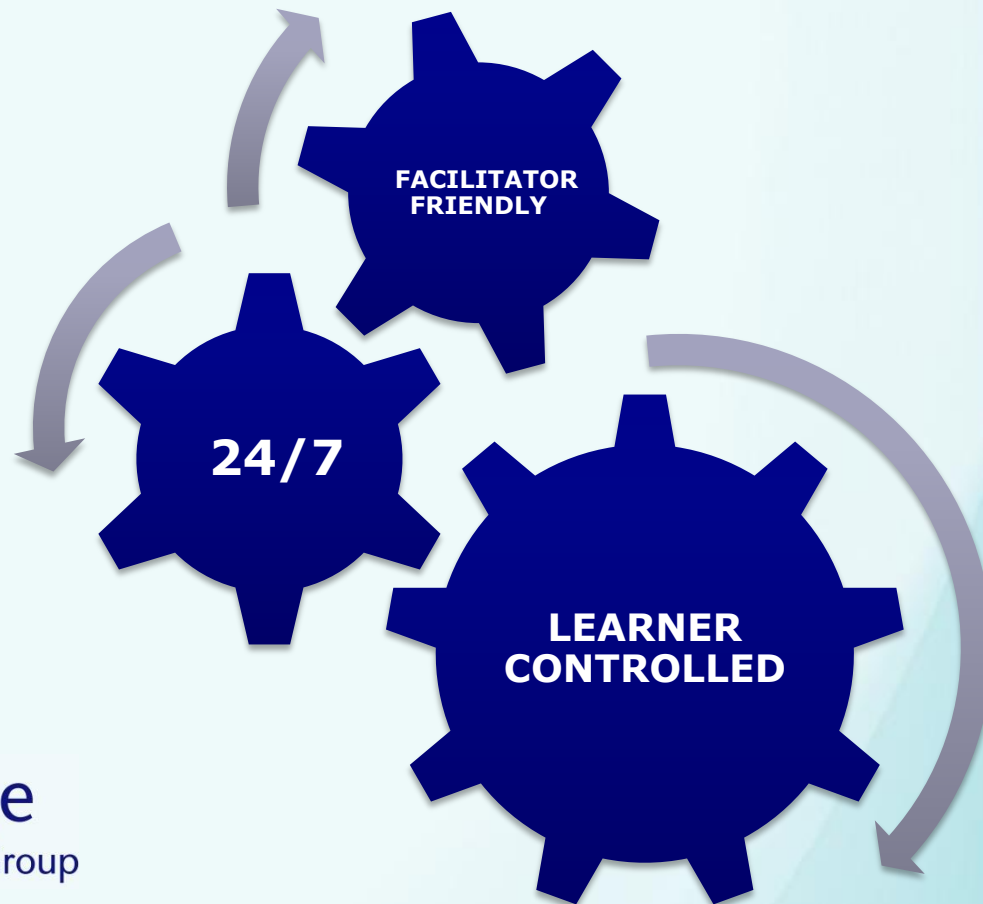 FACILITATOR
FRIENDLY
24/7
LEARNER
CONTROLLED
e
roup